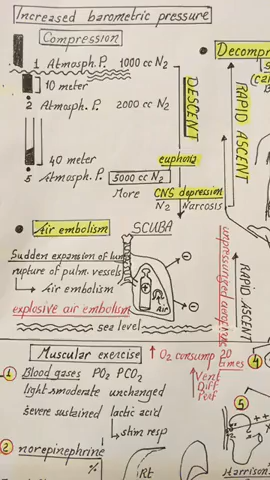 Increased barometric pressure
Compression
1 Atmosph. P. 1000 cc N2
10 meter
2 Atmosph. P. 2000 cc N2
40 meter
5 Atmosph. P. 5000 cc N2
More
euphoria
CNS depression
N2 Narcosis
DESCENT
Decompr
RAPID ASCENT
Air embolism
SCUBA
Sudden expansion of lung
rupture of pulm. vessels
Air embolism
explosive air embolism
Air
sea level
RAPID ASCENT
Muscular exercise
↑ O2 consump 20 times
↑ Vent
Diff
Perf
4
1 Blood gases PO2 PCO2
light=moderate unchanged
severe sustained lactic acid
stim resp
2 norepinephrine
%
Rt
5
Harrison